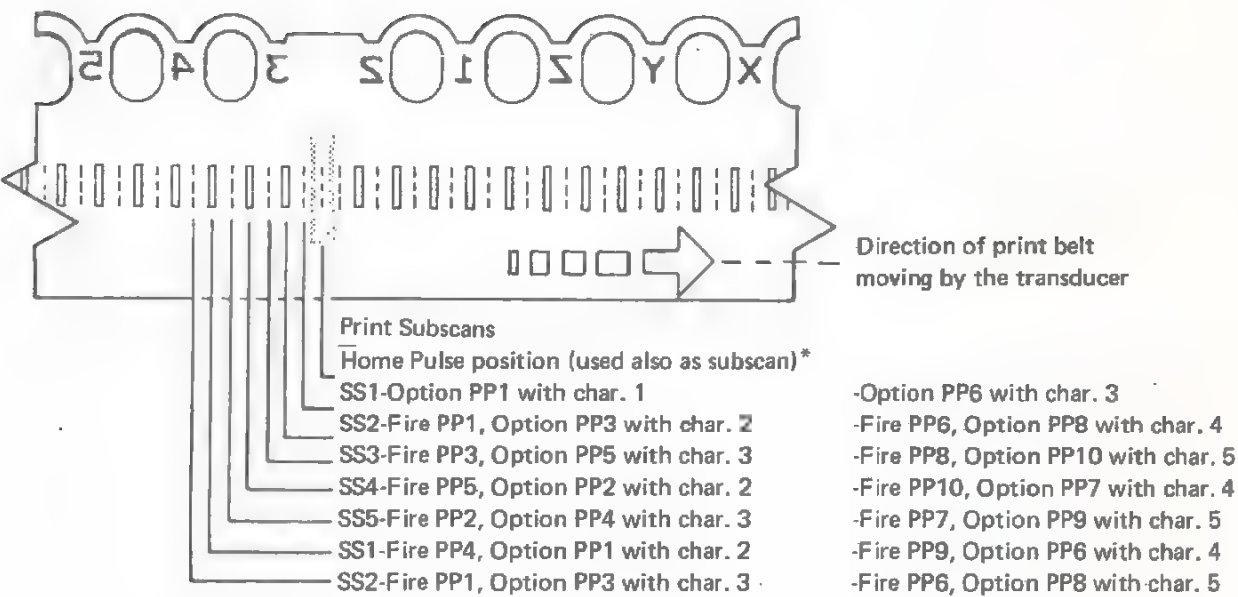 5 4 3 2 1 Z Y X
Direction of print belt
moving by the transducer
Print Subscans
Home Pulse position (used also as subscan)*
SS1-Option PP1 with char. 1 -Option PP6 with char. 3
SS2-Fire PP1, Option PP3 with char. 2 -Fire PP6, Option PP8 with char. 4
SS3-Fire PP3, Option PP5 with char. 3 -Fire PP8, Option PP10 with char. 5
SS4-Fire PP5, Option PP2 with char. 2 -Fire PP10, Option PP7 with char. 4
SS5-Fire PP2, Option PP4 with char. 3 -Fire PP7, Option PP9 with char. 5
SS1-Fire PP4, Option PP1 with char. 2 -Fire PP9, Option PP6 with char. 4
SS2-Fire PP1, Option PP3 with char. 3 -Fire PP6, Option PP8 with char. 5